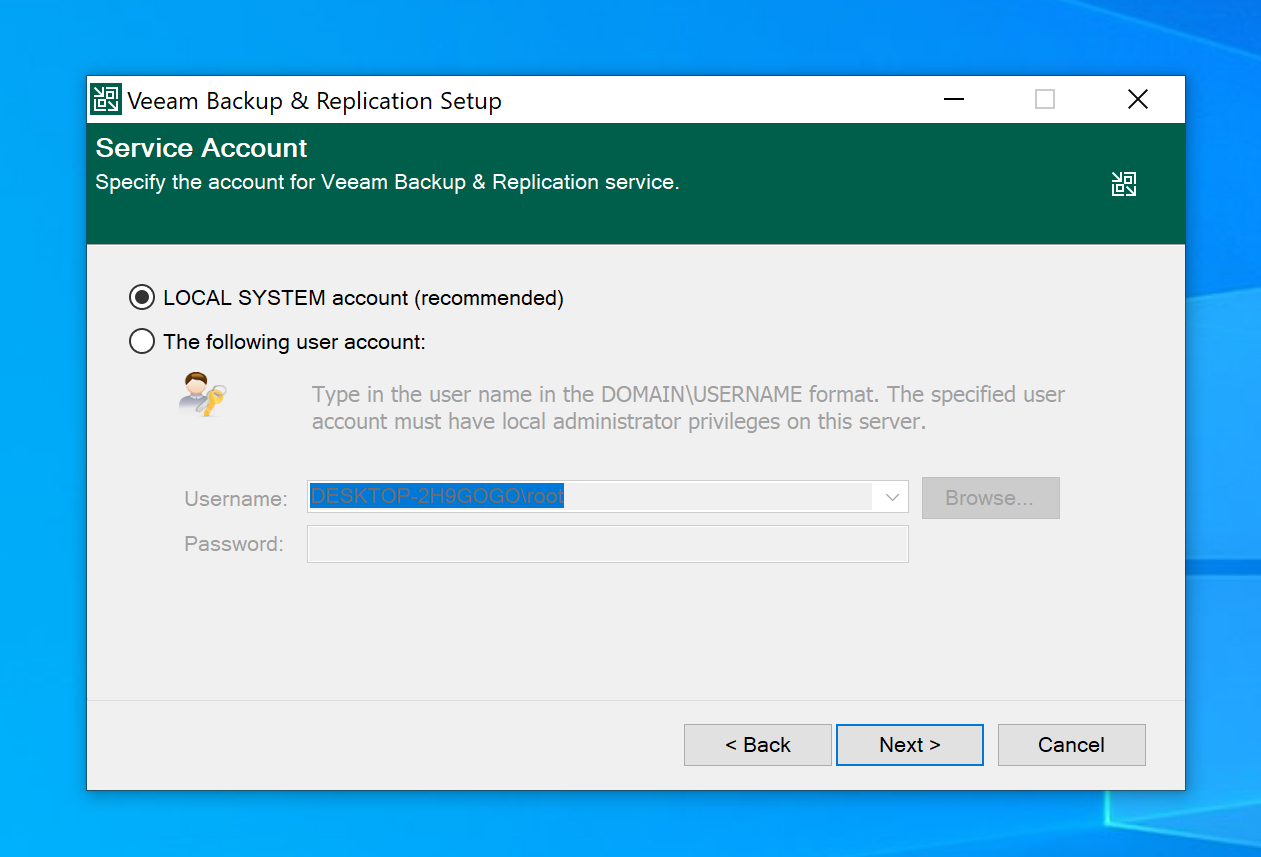 Veeam Backup & Replication Setup
Service Account
Specify the account for Veeam Backup & Replication service.
LOCAL SYSTEM account (recommended)
The following user account:
Type in the user name in the DOMAIN\USERNAME format. The specified user
account must have local administrator privileges on this server.
Username: DESKTOP-2H9GOGO\root Browse...
Password:
< Back Next > Cancel